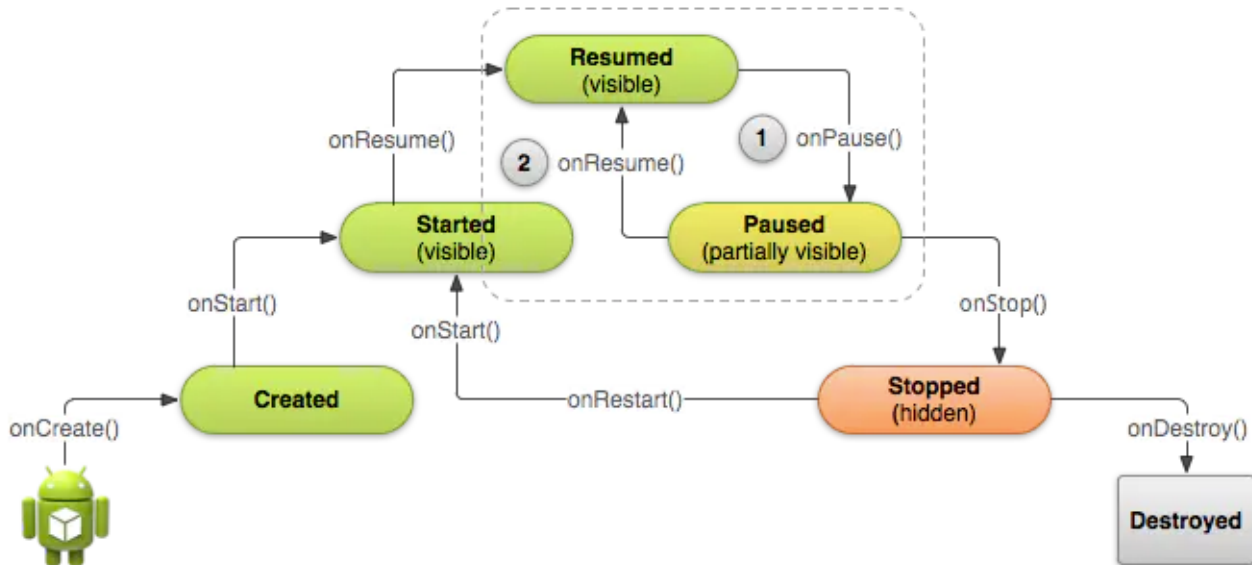 Resumed
(visible)
onResume()
2
onResume()
1
onPause()
Started
(visible)
Paused
(partially visible)
onStart()
onStart()
onStop()
Created
onRestart()
Stopped
(hidden)
onCreate()
onDestroy()
Destroyed